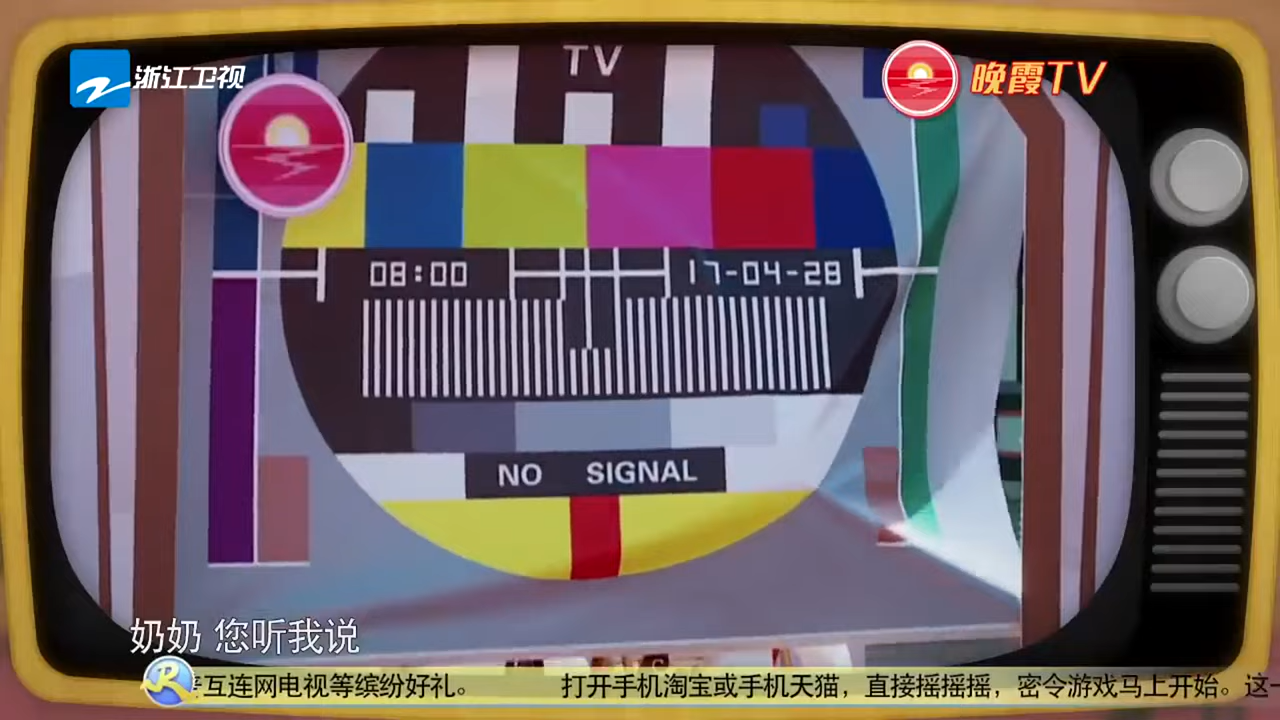 TV
浙江卫视
晚霞TV
08:00
17-04-28
NO SIGNAL
奶奶 您听我说
互连网电视等缤纷好礼。 打开手机淘宝或手机天猫，直接摇摇摇，密令游戏马上开始。这一